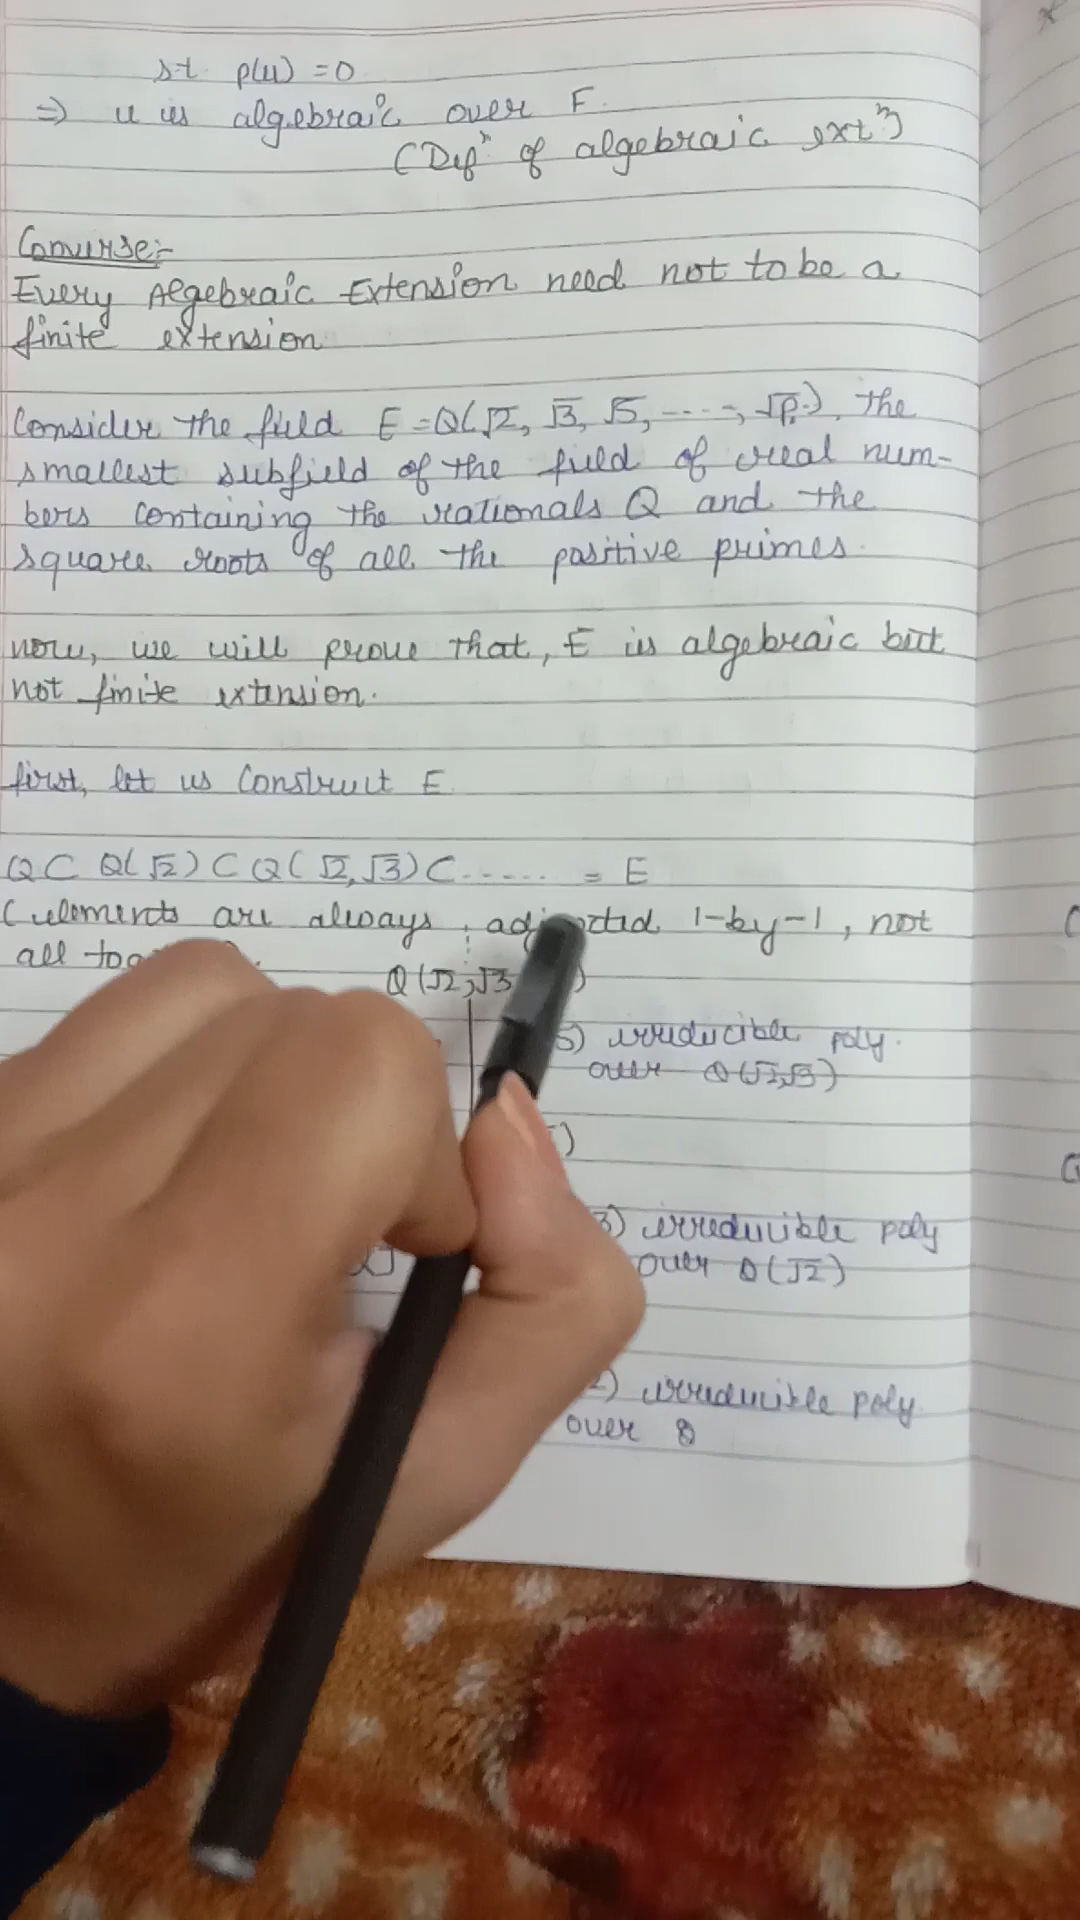 s.t. p(u) = 0
⇒ u is algebraic over F.
(Defⁿ of algebraic extⁿ)
Converse:-
Every Algebraic Extension need not to be a
finite extension
Consider the field E = Q(√2, √3, √5, ----, √pᵢ..). The
smallest subfield of the field of real num-
bers containing the rationals Q and the
square roots of all the positive primes.
now, we will prove that, E is algebraic but
not finite extension.
first, let us construct E
Q ⊂ Q(√2) ⊂ Q(√2, √3) ⊂ ...... = E
(elements are always adjoined 1-by-1, not
all
Q(√2, √3
5) irreducible poly.
over Q(√2, √3)
3) irreducible poly
over Q(√2)
2) irreducible poly
over Q